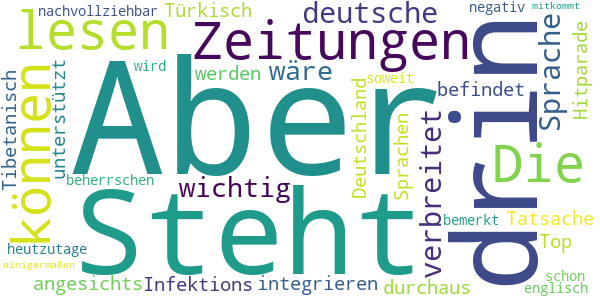 nachvollziehbar
Türkisch
deutsche
negativ
mitkommt
lesen
Zeitungen
drin
Sprache
Hitparade
Tibetanisch
können
unterstützt
wird
Aber
werden
wäre
Deutschland
soweit
Sprachen
befindet
verbreitet
Die
beherrschen
wichtig
Steht
bemerkt
Tatsache
heutzutage
Top
einigermaßen
angesichts
Infektions
integrieren
durchaus
schon
englisch